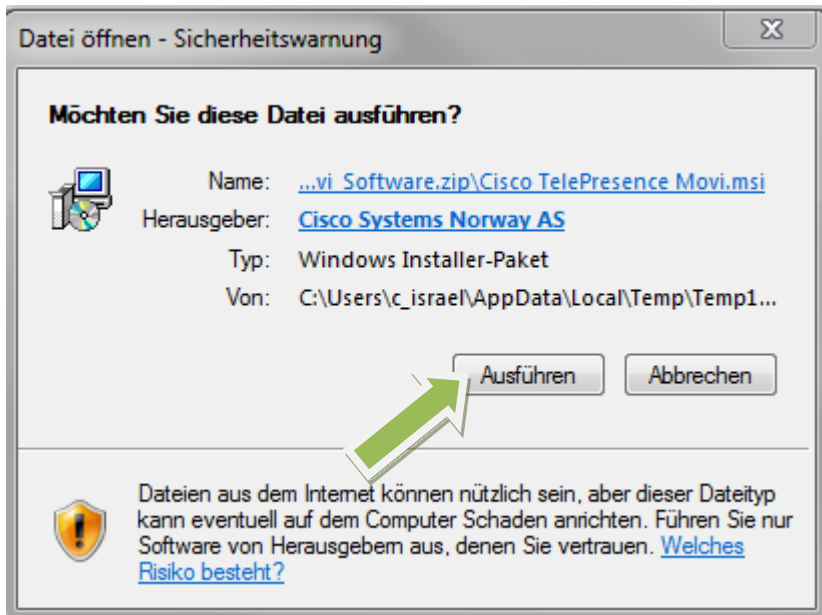 Datei öffnen - Sicherheitswarnung
Möchten Sie diese Datei ausführen?
Name: ...vi_Software.zip\Cisco TelePresence Movi.msi
Herausgeber: Cisco Systems Norway AS
Typ: Windows Installer-Paket
Von: C:\Users\c_israel\AppData\Local\Temp\Temp1...
Ausführen Abbrechen
Dateien aus dem Internet können nützlich sein, aber dieser Dateityp
kann eventuell auf dem Computer Schaden anrichten. Führen Sie nur
Software von Herausgebern aus, denen Sie vertrauen. Welches
Risiko besteht?